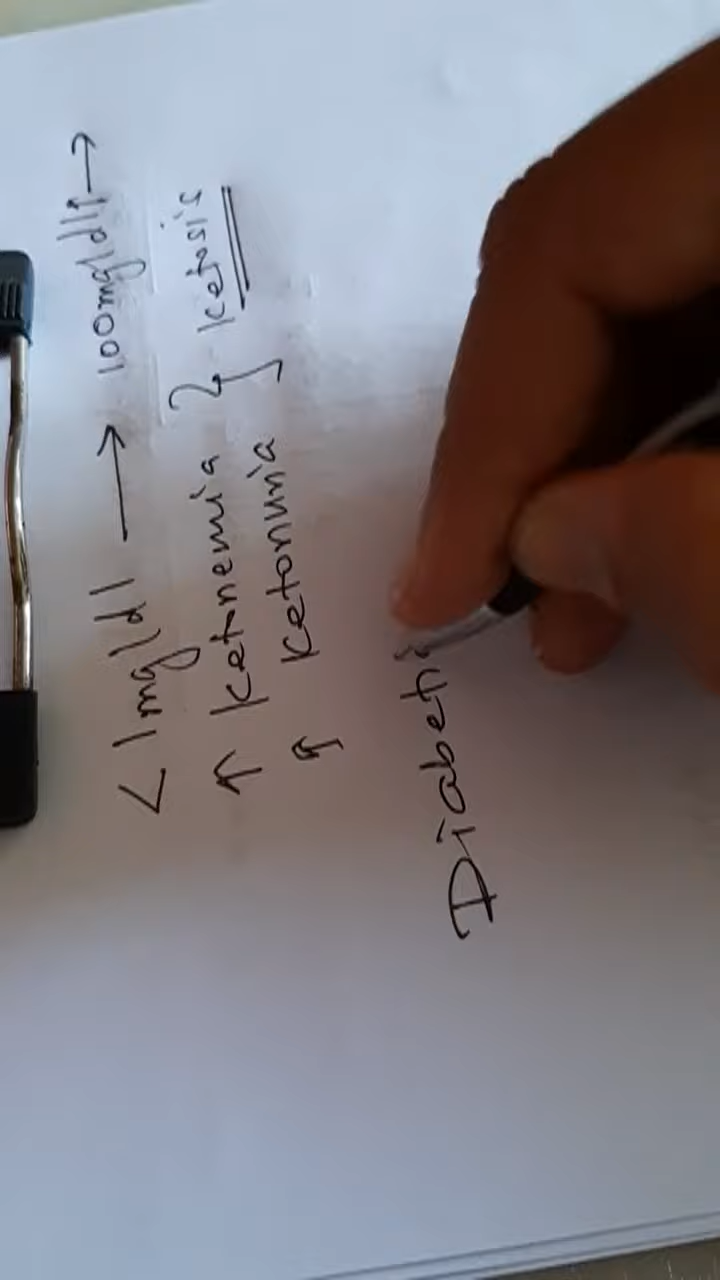 < 1mg/dl → 100mg/dl↑ →
↑ ketonemia } ketosis
↑ ketonuria
Diabeti